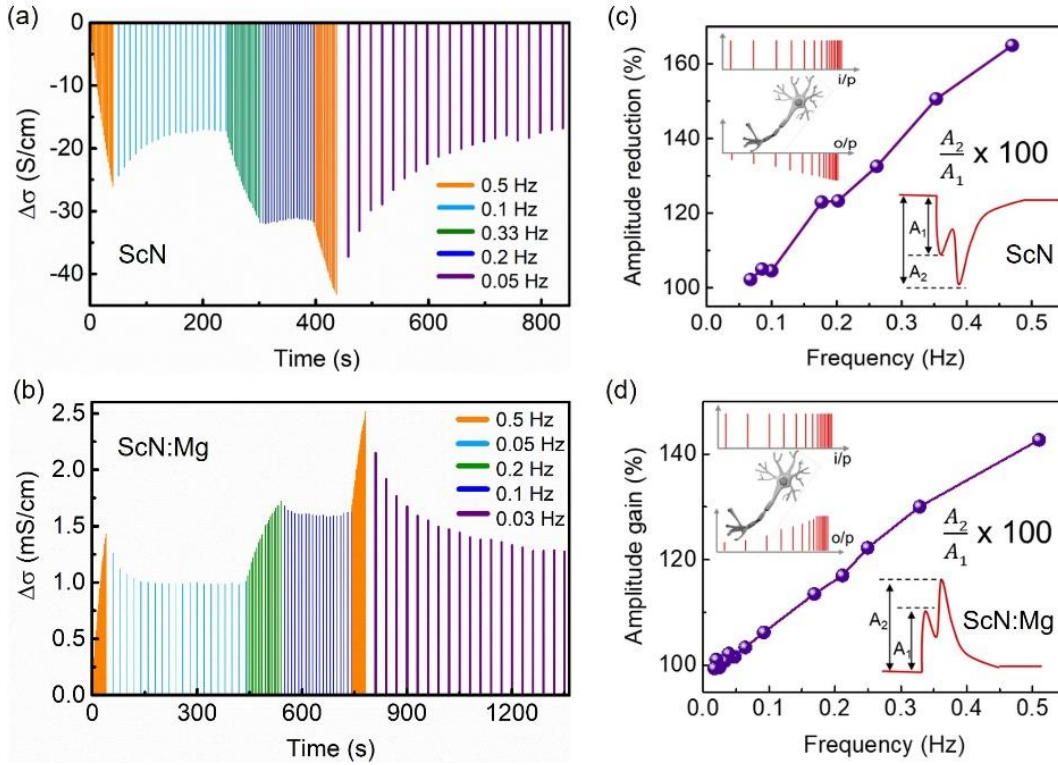 (a)
0
-10
-20
-30
-40
Δσ (S/cm)
ScN
0.5 Hz
0.1 Hz
0.33 Hz
0.2 Hz
0.05 Hz
0 200 400 600 800
Time (s)
(b)
2.5
2.0
1.5
1.0
0.5
0.0
Δσ (mS/cm)
ScN:Mg
0.5 Hz
0.05 Hz
0.2 Hz
0.1 Hz
0.03 Hz
0 300 600 900 1200
Time (s)
(c)
160
140
120
100
Amplitude reduction (%)
i/p
o/p
A₂/A₁ x 100
A₁
A₂
ScN
0.0 0.1 0.2 0.3 0.4 0.5
Frequency (Hz)
(d)
140
120
100
Amplitude gain (%)
i/p
o/p
A₂/A₁ x 100
A₂
A₁
ScN:Mg
0.0 0.1 0.2 0.3 0.4 0.5
Frequency (Hz)